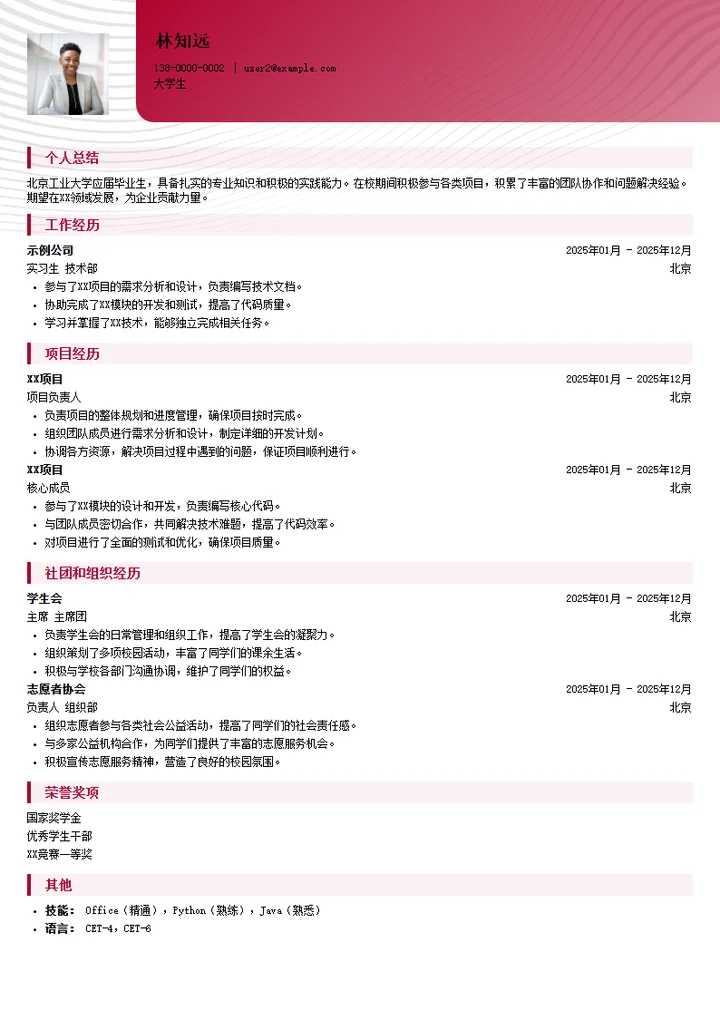 林知远
138-0000-0002 | user2@example.com
大学生
个人总结
北京工业大学应届毕业生，具备扎实的专业知识和积极的实践能力。在校期间积极参与各类项目，积累了丰富的团队协作和问题解决经验。
期望在XX领域发展，为企业贡献力量。
工作经历
示例公司 2025年01月 - 2025年12月
实习生 技术部 北京
• 参与了XX项目的需求分析和设计，负责编写技术文档。
• 协助完成了XX模块的开发和测试，提高了代码质量。
• 学习并掌握了XX技术，能够独立完成相关任务。
项目经历
XX项目 2025年01月 - 2025年12月
项目负责人 北京
• 负责项目的整体规划和进度管理，确保项目按时完成。
• 组织团队成员进行需求分析和设计，制定详细的开发计划。
• 协调各方资源，解决项目过程中遇到的问题，保证项目顺利进行。
XX项目 2025年01月 - 2025年12月
核心成员 北京
• 参与了XX模块的设计和开发，负责编写核心代码。
• 与团队成员密切合作，共同解决技术难题，提高了代码效率。
• 对项目进行了全面的测试和优化，确保项目质量。
社团和组织经历
学生会 2025年01月 - 2025年12月
主席 主席团 北京
• 负责学生会的日常管理和组织工作，提高了学生会的凝聚力。
• 组织策划了多项校园活动，丰富了同学们的课余生活。
• 积极与学校各部门沟通协调，维护了同学们的权益。
志愿者协会 2025年01月 - 2025年12月
负责人 组织部 北京
• 组织志愿者参与各类社会公益活动，提高了同学们的社会责任感。
• 与多家公益机构合作，为同学们提供了丰富的志愿服务机会。
• 积极宣传志愿服务精神，营造了良好的校园氛围。
荣誉奖项
国家奖学金
优秀学生干部
XX竞赛一等奖
其他
• 技能： Office（精通），Python（熟练），Java（熟悉）
• 语言： CET-4，CET-6